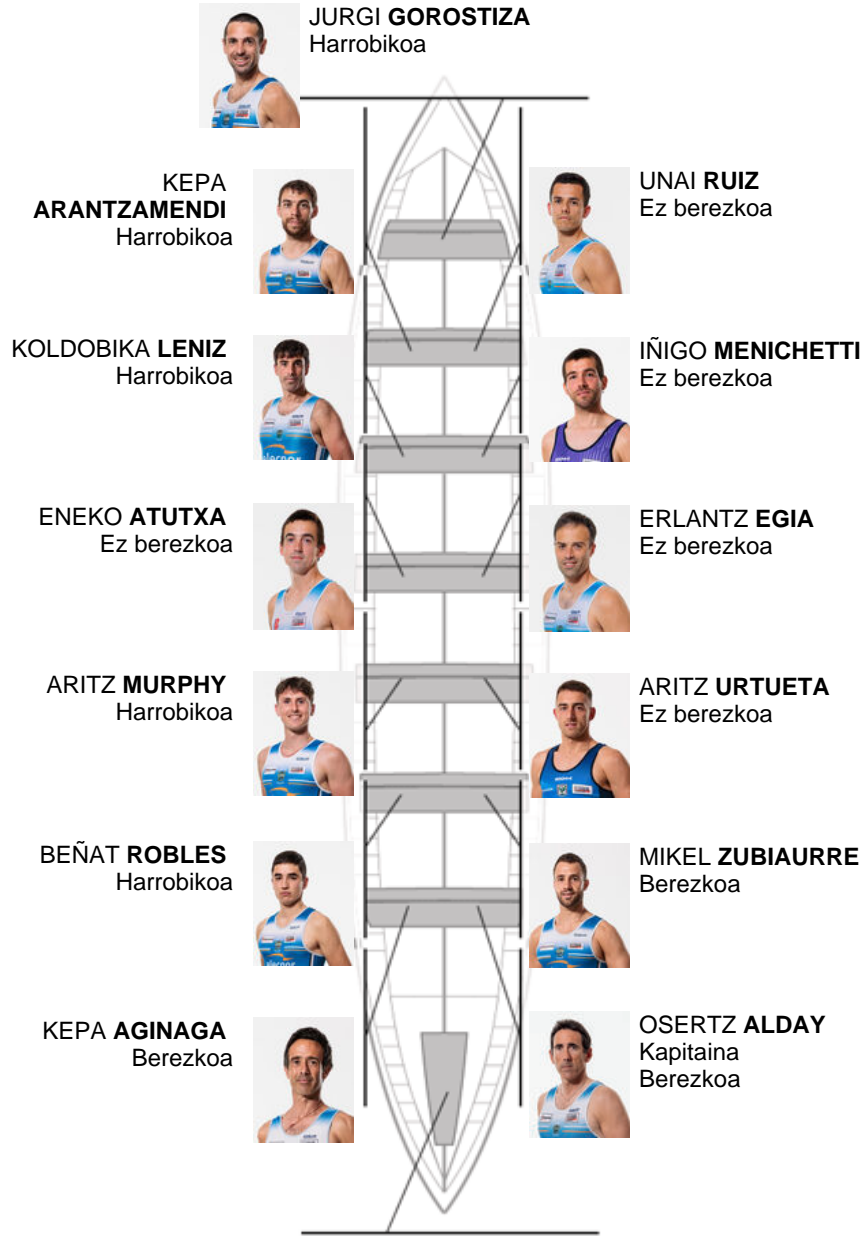 JURGI GOROSTIZA
Harrobikoa
KEPA
ARANTZAMENDI
Harrobikoa
UNAI RUIZ
Ez berezkoa
KOLDOBIKA LENIZ
Harrobikoa
IÑIGO MENICHETTI
Ez berezkoa
ENEKO ATUTXA
Ez berezkoa
ERLANTZ EGIA
Ez berezkoa
ARITZ MURPHY
Harrobikoa
ARITZ URTUETA
Ez berezkoa
BEÑAT ROBLES
Harrobikoa
MIKEL ZUBIAURRE
Berezkoa
KEPA AGINAGA
Berezkoa
OSERTZ ALDAY
Kapitaina
Berezkoa